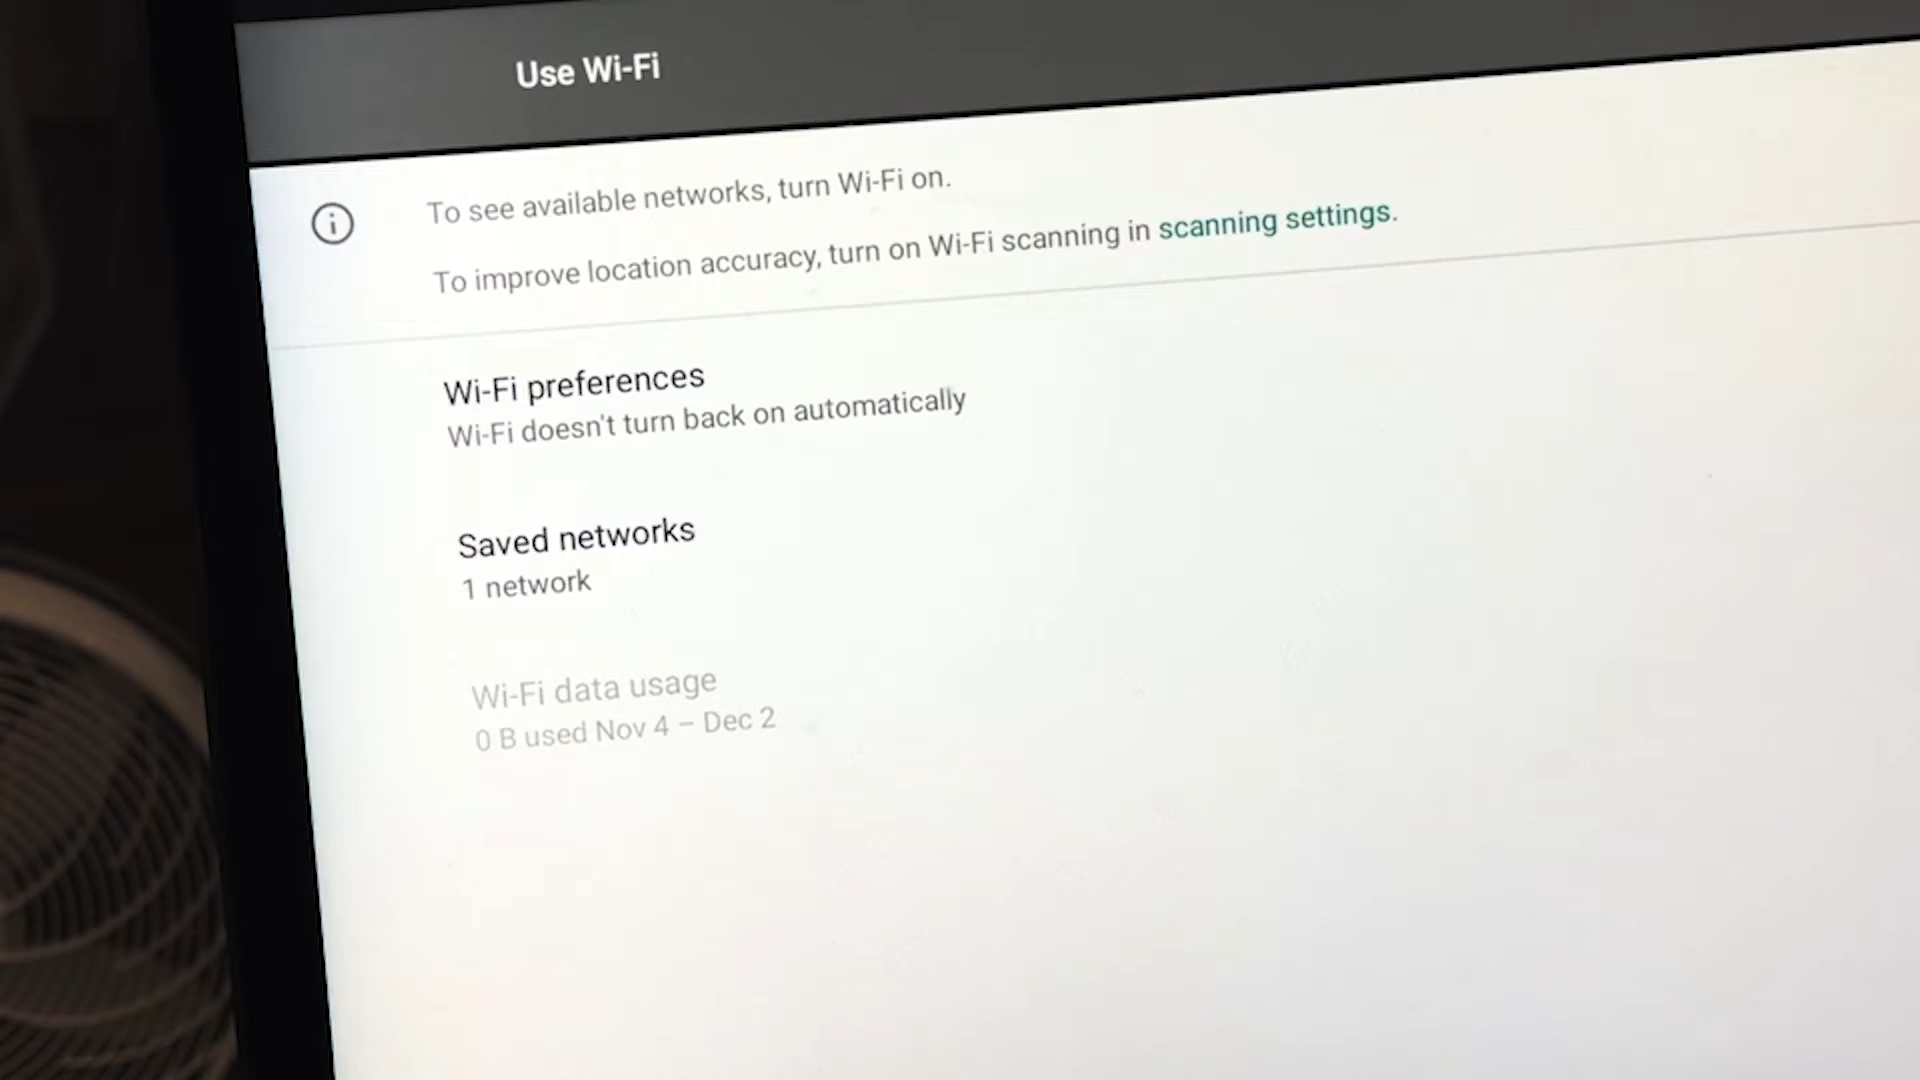 Use Wi-Fi
To see available networks, turn Wi-Fi on.
To improve location accuracy, turn on Wi-Fi scanning in scanning settings.
Wi-Fi preferences
Wi-Fi doesn't turn back on automatically
Saved networks
1 network
Wi-Fi data usage
0 B used Nov 4 – Dec 2